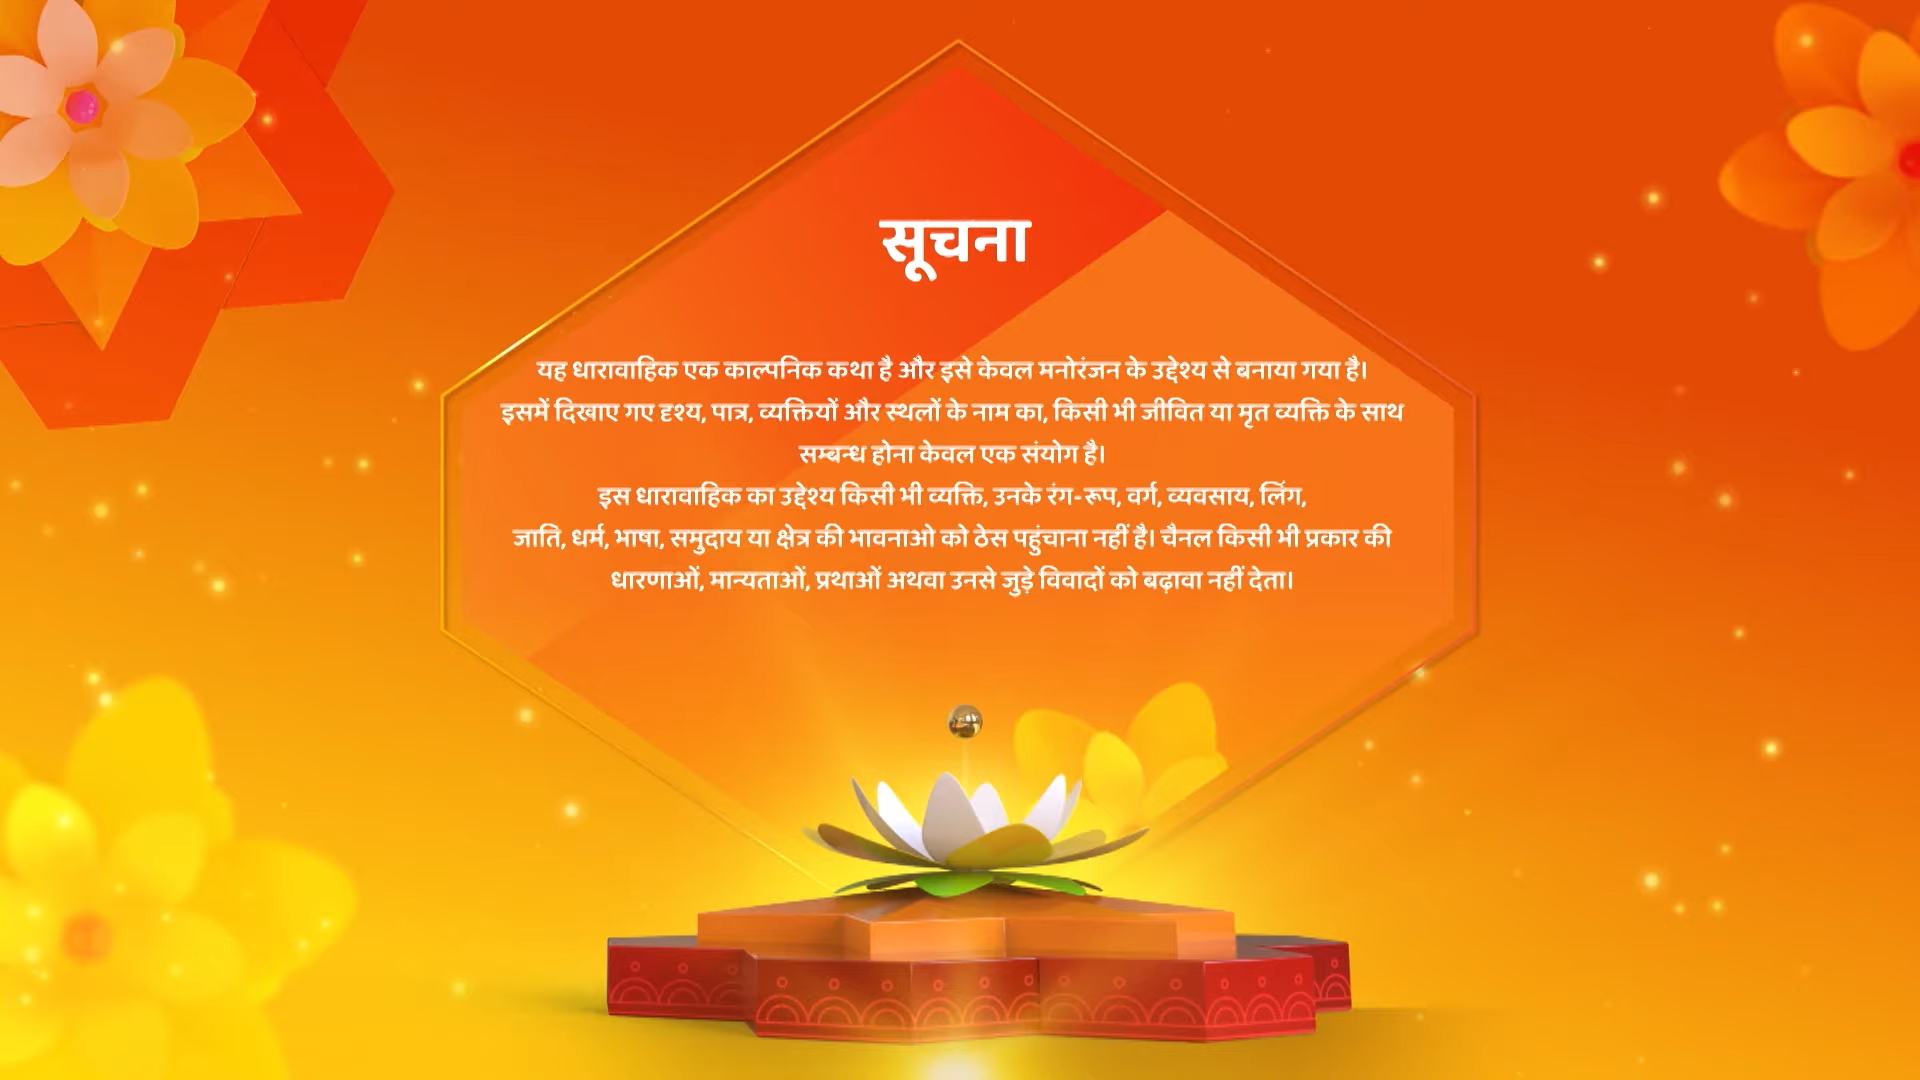 सूचना
यह धारावाहिक एक काल्पनिक कथा है और इसे केवल मनोरंजन के उद्देश्य से बनाया गया है।
इसमें दिखाए गए दृश्य, पात्र, व्यक्तियों और स्थलों के नाम का, किसी भी जीवित या मृत व्यक्ति के साथ
सम्बन्ध होना केवल एक संयोग है।
इस धारावाहिक का उद्देश्य किसी भी व्यक्ति, उनके रंग-रूप, वर्ग, व्यवसाय, लिंग,
जाति, धर्म, भाषा, समुदाय या क्षेत्र की भावनाओ को ठेस पहुंचाना नहीं है। चैनल किसी भी प्रकार की
धारणाओं, मान्यताओं, प्रथाओं अथवा उनसे जुड़े विवादों को बढ़ावा नहीं देता।